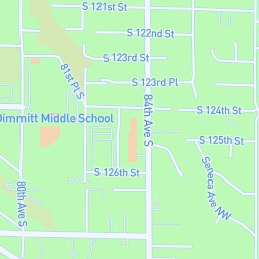 S 121st St
S 122nd St
S 123rd St
81st Pl S
S 123rd Pl
84th Ave S
S 124th St
Dimmitt Middle School
S 125th St
Seneca Ave NW
S 126th St
80th Ave S